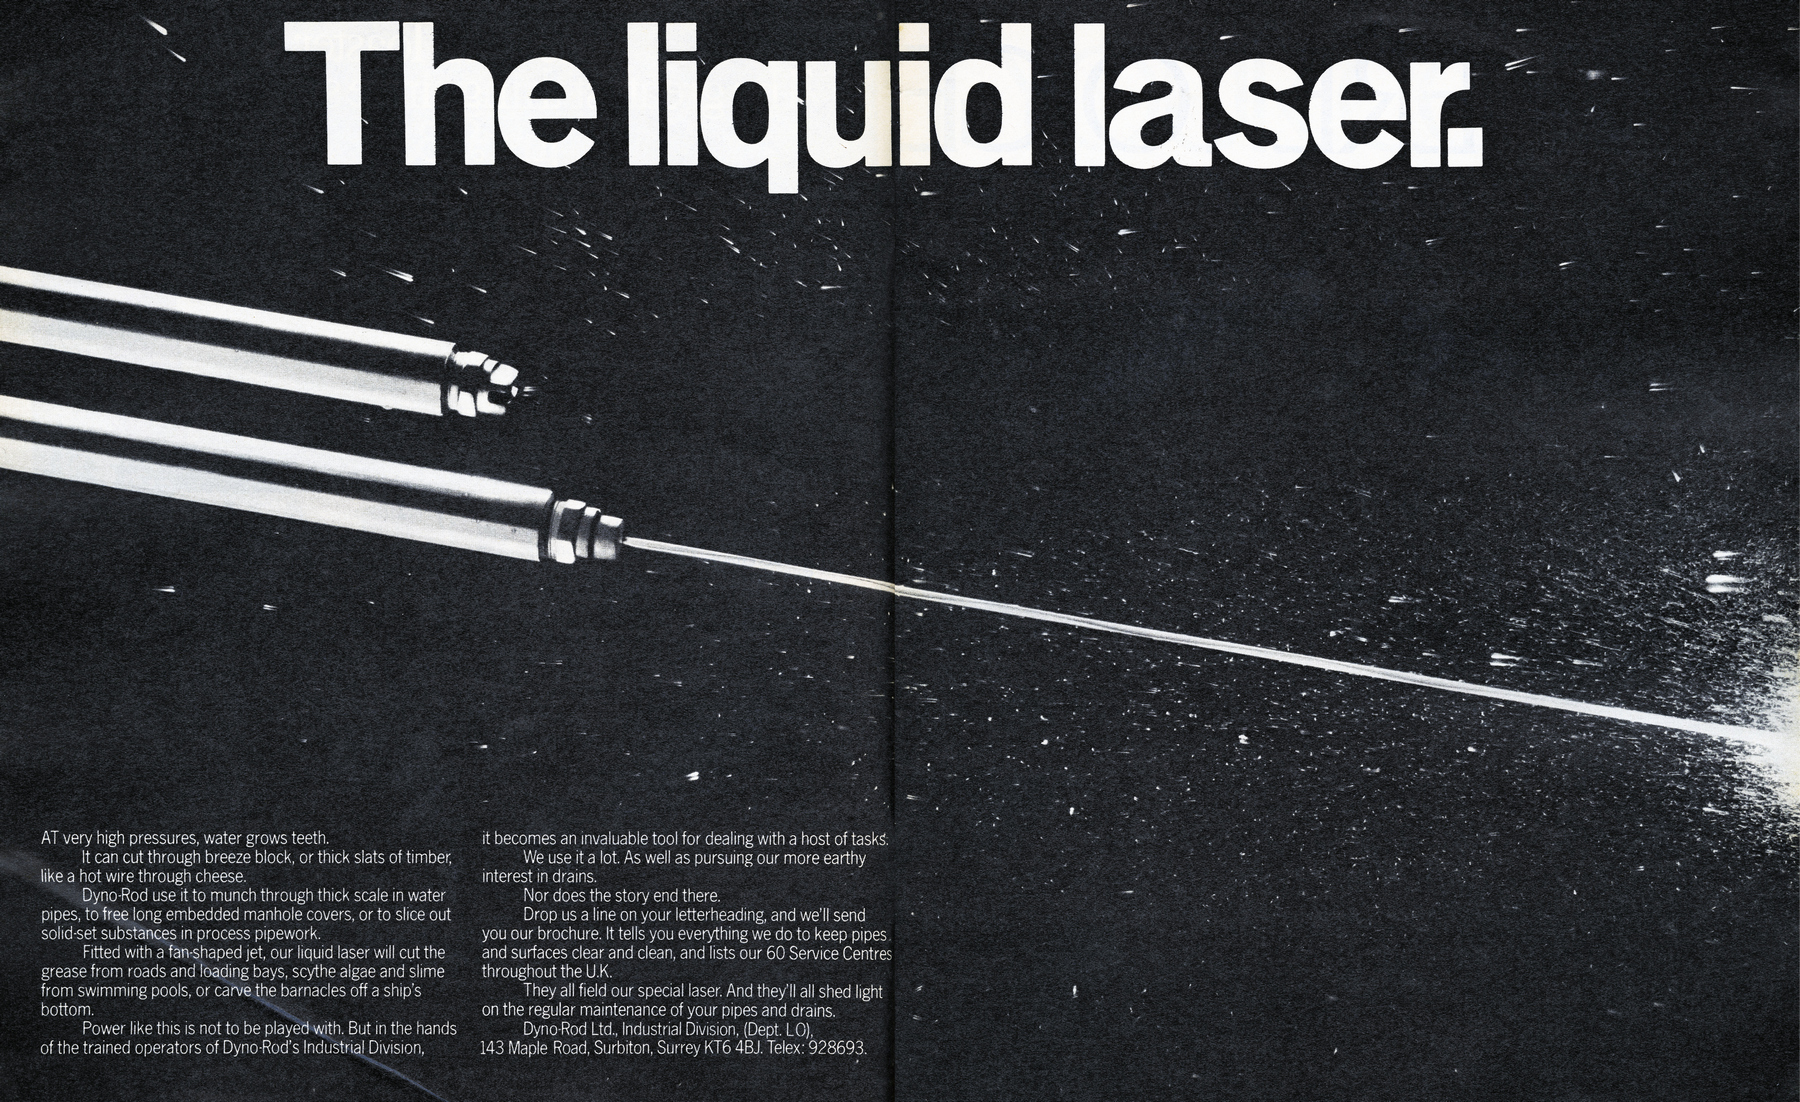 The liquid laser.
AT very high pressures, water grows teeth.
It can cut through breeze block, or thick slats of timber,
like a hot wire through cheese.
Dyno-Rod use it to munch through thick scale in water
pipes, to free long embedded manhole covers, or to slice out
solid-set substances in process pipework.
Fitted with a fan-shaped jet, our liquid laser will cut the
grease from roads and loading bays, scythe algae and slime
from swimming pools, or carve the barnacles off a ship's
bottom.
Power like this is not to be played with. But in the hands
of the trained operators of Dyno-Rod's Industrial Division,
it becomes an invaluable tool for dealing with a host of tasks.
We use it a lot. As well as pursuing our more earthy
interest in drains.
Nor does the story end there.
Drop us a line on your letterheading, and we'll send
you our brochure. It tells you everything we do to keep pipes
and surfaces clear and clean, and lists our 60 Service Centres
throughout the U.K.
They all field our special laser. And they'll all shed light
on the regular maintenance of your pipes and drains.
Dyno-Rod Ltd., Industrial Division, (Dept. LO),
143 Maple Road, Surbiton, Surrey KT6 4BJ. Telex: 928693.